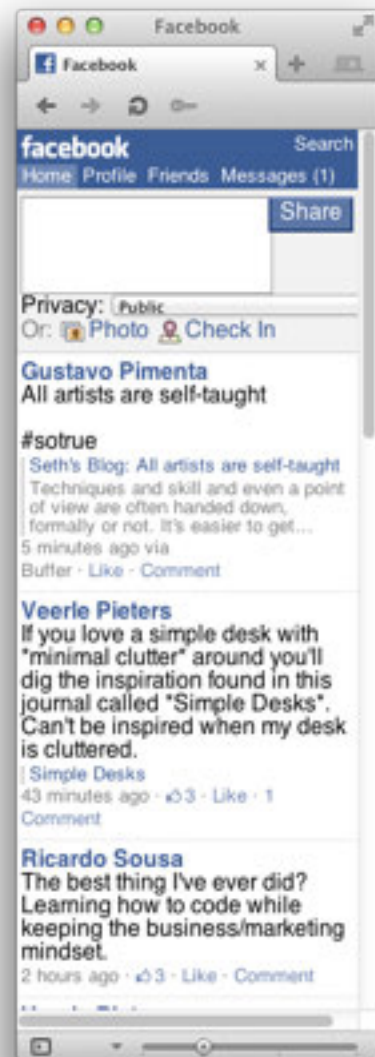 Facebook
Facebook
facebook
Search
Home Profile Friends Messages (1)
Share
Privacy: Public
Or: Photo Check In
Gustavo Pimenta
All artists are self-taught
#sotrue
Seth's Blog: All artists are self-taught
Techniques and skill and even a point
of view are often handed down,
formally or not. It's easier to get...
5 minutes ago via
Buffer · Like · Comment
Veerle Pieters
If you love a simple desk with
"minimal clutter" around you'll
dig the inspiration found in this
journal called "Simple Desks".
Can't be inspired when my desk
is cluttered.
Simple Desks
43 minutes ago · 3 · Like · 1
Comment
Ricardo Sousa
The best thing I've ever did?
Learning how to code while
keeping the business/marketing
mindset.
2 hours ago · 3 · Like · Comment